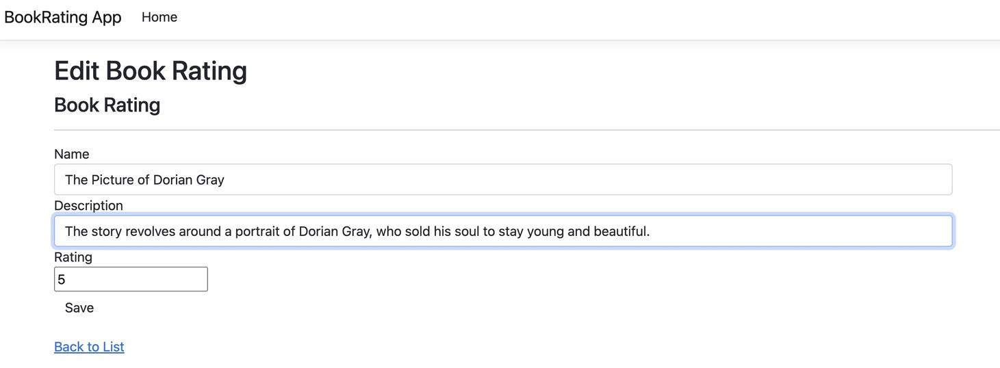 BookRating App Home
Edit Book Rating
Book Rating
Name
The Picture of Dorian Gray
Description
The story revolves around a portrait of Dorian Gray, who sold his soul to stay young and beautiful.
Rating
5
Save
Back to List